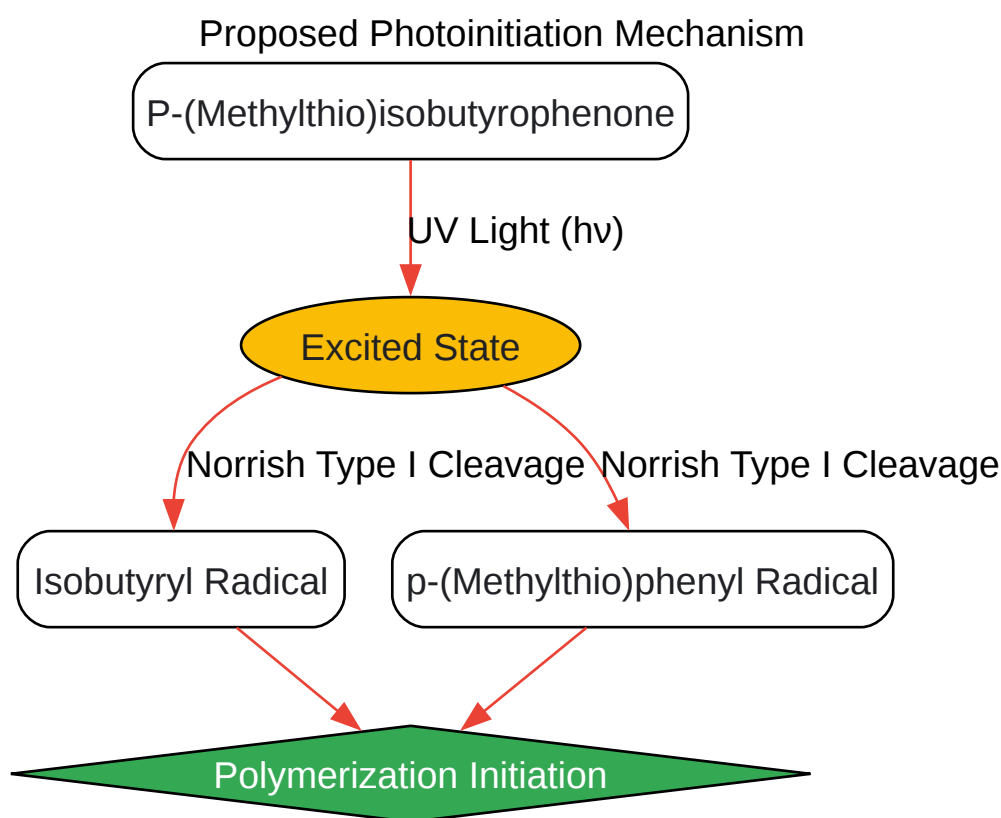 Proposed Photoinitiation Mechanism
P-(Methylthio)isobutyrophenone
UV Light (hν)
Excited State
Norrish Type I Cleavage
Norrish Type I Cleavage
Isobutyryl Radical
p-(Methylthio)phenyl Radical
Polymerization Initiation